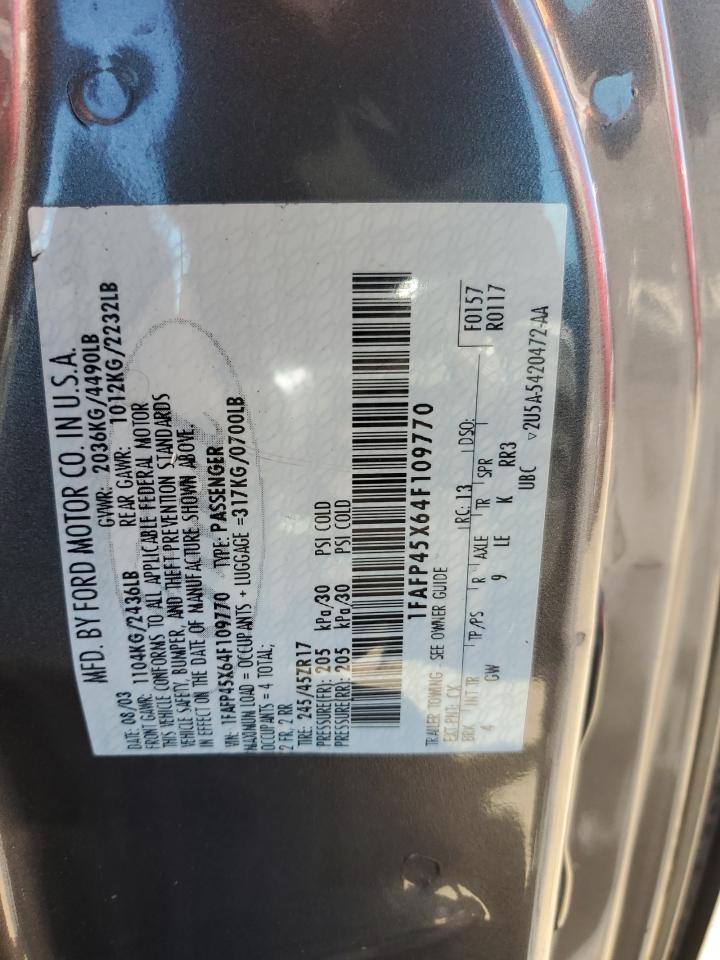 MFD. BY FORD MOTOR CO. IN U.S.A.
DATE: 08/03 GVWR: 2036KG/4490LB
FRONT GAWR: 1104KG/2436LB REAR GAWR: 1012KG/2232LB
THIS VEHICLE CONFORMS TO ALL APPLICABLE FEDERAL MOTOR
VEHICLE SAFETY, BUMPER, AND THEFT PREVENTION STANDARDS
IN EFFECT ON THE DATE OF MANUFACTURE SHOWN ABOVE.
VIN: 1FAFP45X64F109770 TYPE: PASSENGER
MAXIMUM LOAD = OCCUPANTS + LUGGAGE =317KG/0700LB
OCCUPANTS = 4 TOTAL;
2 FR, 2 RR
TIRE: 245/45ZR17
PRESSURE(FR): 205 kPa/30 PSI COLD
PRESSURE(RR): 205 kPa/30 PSI COLD
1FAFP45X64F109770
TRAILER TOWING - SEE OWNER GUIDE
F0157
EXT PNT: CX RC: 13 DSO: R0117
BRK INT TR TP/PS R AXLE TR SPR
4 GW 9 LE K RR3
UBC ▽2U5A-5420472-AA